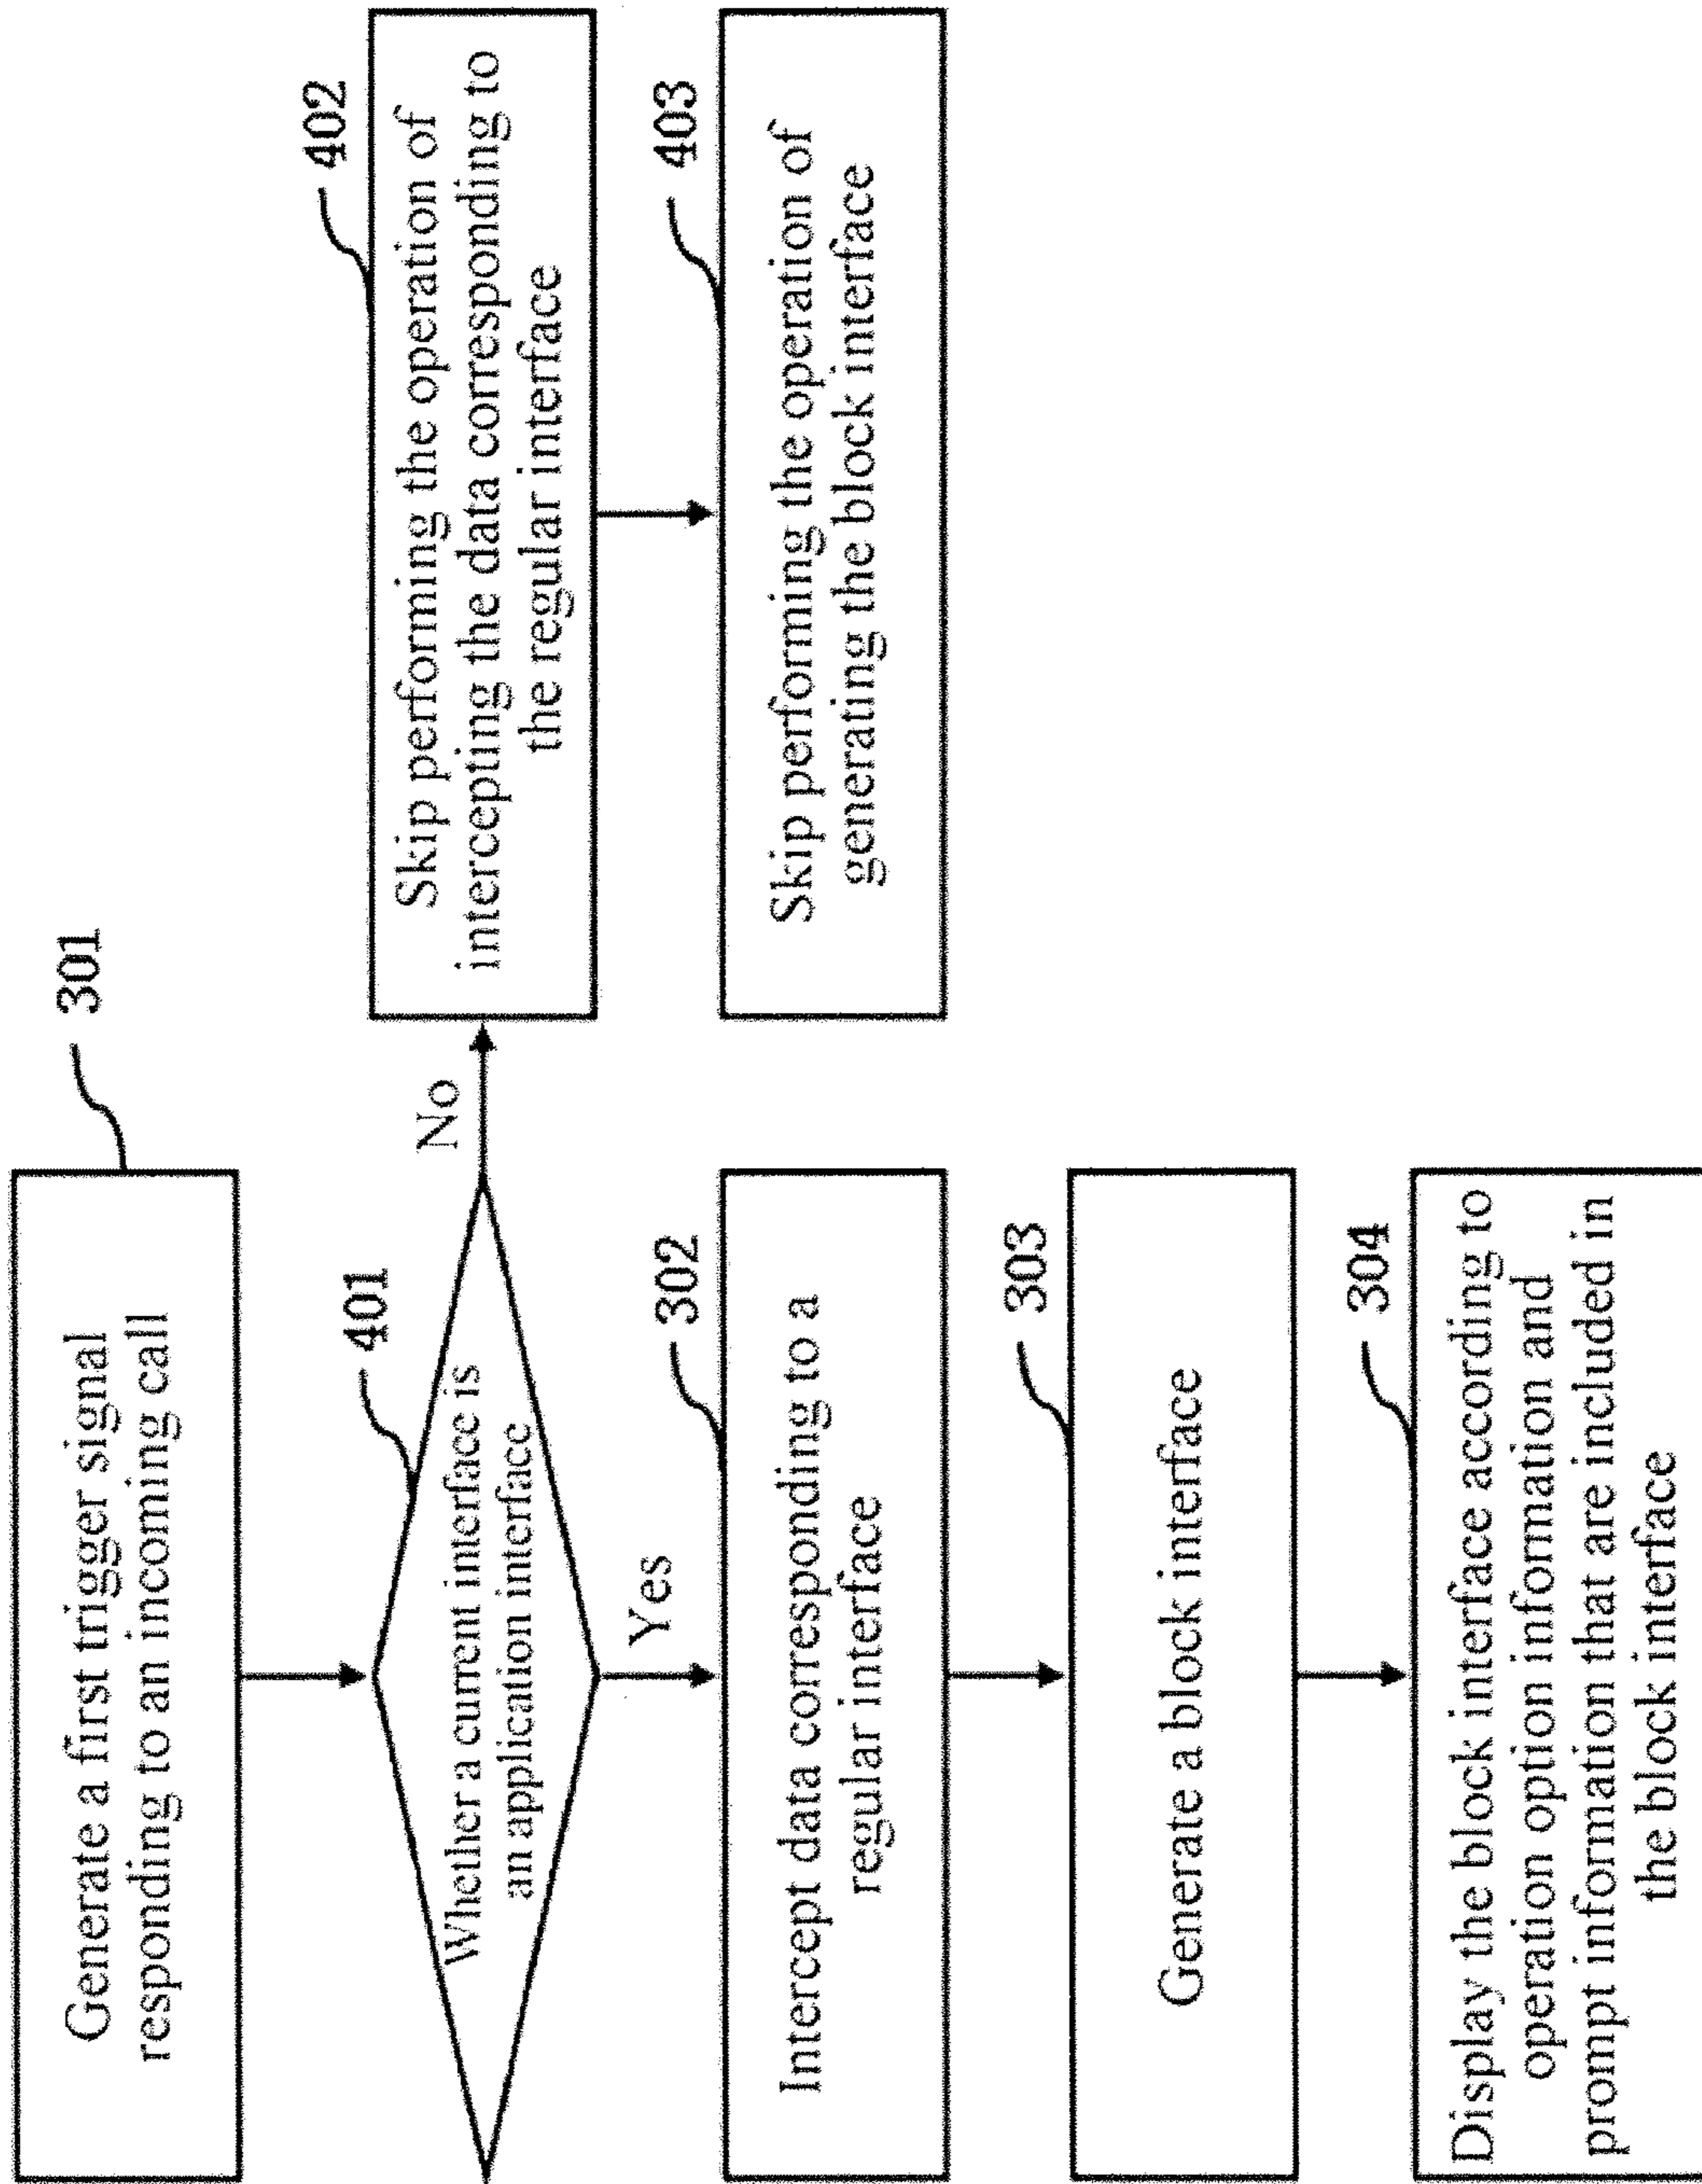 Generate a first trigger signal
responding to an incoming call
301
Whether a current interface is
an application interface
401
No
Yes
Skip performing the operation of
intercepting the data corresponding to
the regular interface
402
Skip performing the operation of
generating the block interface
403
Intercept data corresponding to a
regular interface
302
Generate a block interface
303
Display the block interface according to
operation option information and
prompt information that are included in
the block interface
304